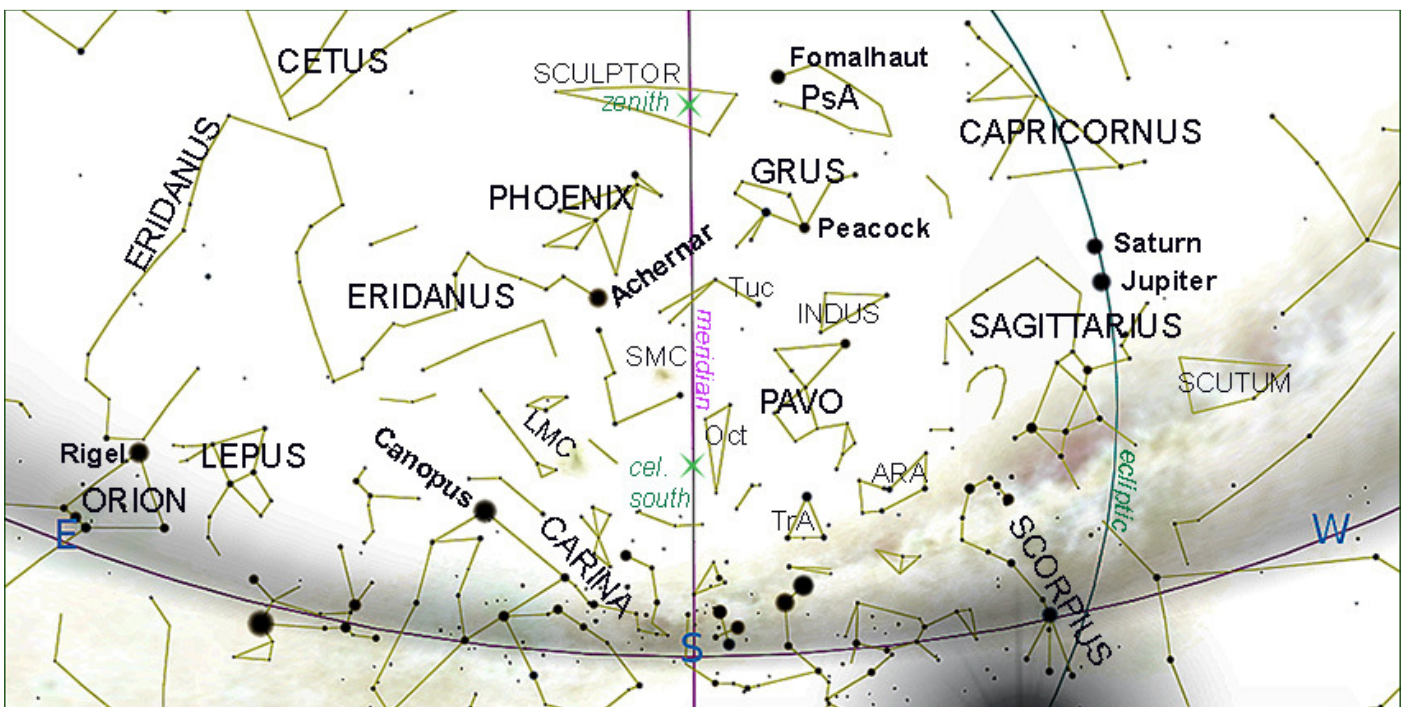 CETUS
SCULPTOR
zenith
Fomalhaut
PsA
CAPRICORNUS
ERIDANUS
PHOENIX
GRUS
Peacock
Achernar
Saturn
Jupiter
ERIDANUS
Tuc
INDUS
SAGITTARIUS
meridian
SMC
SCUTUM
PAVO
LMC
Oct
Rigel
LEPUS
Canopus
cel.
south
ARA
ecliptic
ORION
TrA
E
CARINA
SCORPIUS
W
S